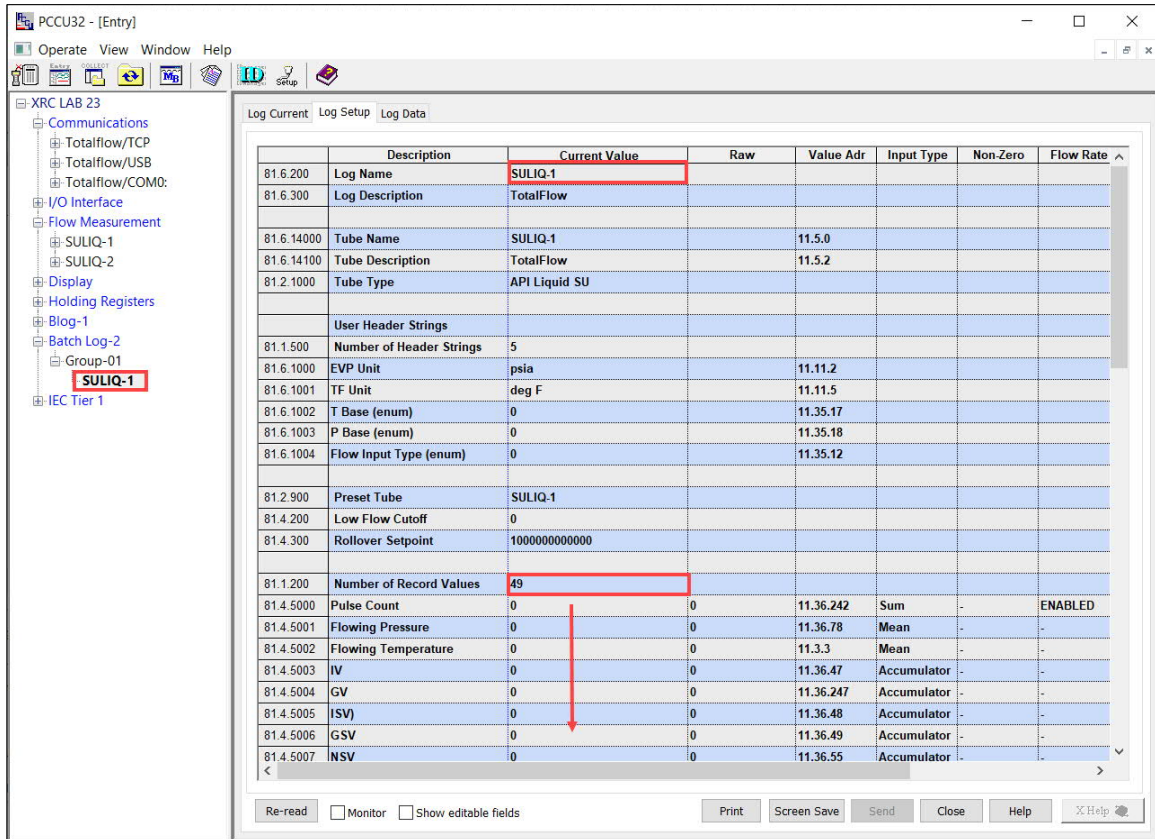 PCCU32 - [Entry]
Operate View Window Help
Entry COLLECT MB ID Setup
XRC LAB 23
Communications
Totalflow/TCP
Totalflow/USB
Totalflow/COM0:
I/O Interface
Flow Measurement
SULIQ-1
SULIQ-2
Display
Holding Registers
Blog-1
Batch Log-2
Group-01
SULIQ-1
IEC Tier 1
Log Current Log Setup Log Data
Description Current Value Raw Value Adr Input Type Non-Zero Flow Rate
81.6.200 Log Name SULIQ-1
81.6.300 Log Description TotalFlow
81.6.14000 Tube Name SULIQ-1 11.5.0
81.6.14100 Tube Description TotalFlow 11.5.2
81.2.1000 Tube Type API Liquid SU
User Header Strings
81.1.500 Number of Header Strings 5
81.6.1000 EVP Unit psia 11.11.2
81.6.1001 TF Unit deg F 11.11.5
81.6.1002 T Base (enum) 0 11.35.17
81.6.1003 P Base (enum) 0 11.35.18
81.6.1004 Flow Input Type (enum) 0 11.35.12
81.2.900 Preset Tube SULIQ-1
81.4.200 Low Flow Cutoff 0
81.4.300 Rollover Setpoint 1000000000000
81.1.200 Number of Record Values 49
81.4.5000 Pulse Count 0 0 11.36.242 Sum - ENABLED
81.4.5001 Flowing Pressure 0 0 11.36.78 Mean - -
81.4.5002 Flowing Temperature 0 0 11.3.3 Mean - -
81.4.5003 IV 0 0 11.36.47 Accumulator - -
81.4.5004 GV 0 0 11.36.247 Accumulator - -
81.4.5005 ISV) 0 0 11.36.48 Accumulator - -
81.4.5006 GSV 0 0 11.36.49 Accumulator - -
81.4.5007 NSV 0 0 11.36.55 Accumulator - -
Re-read Monitor Show editable fields Print Screen Save Send Close Help X Help